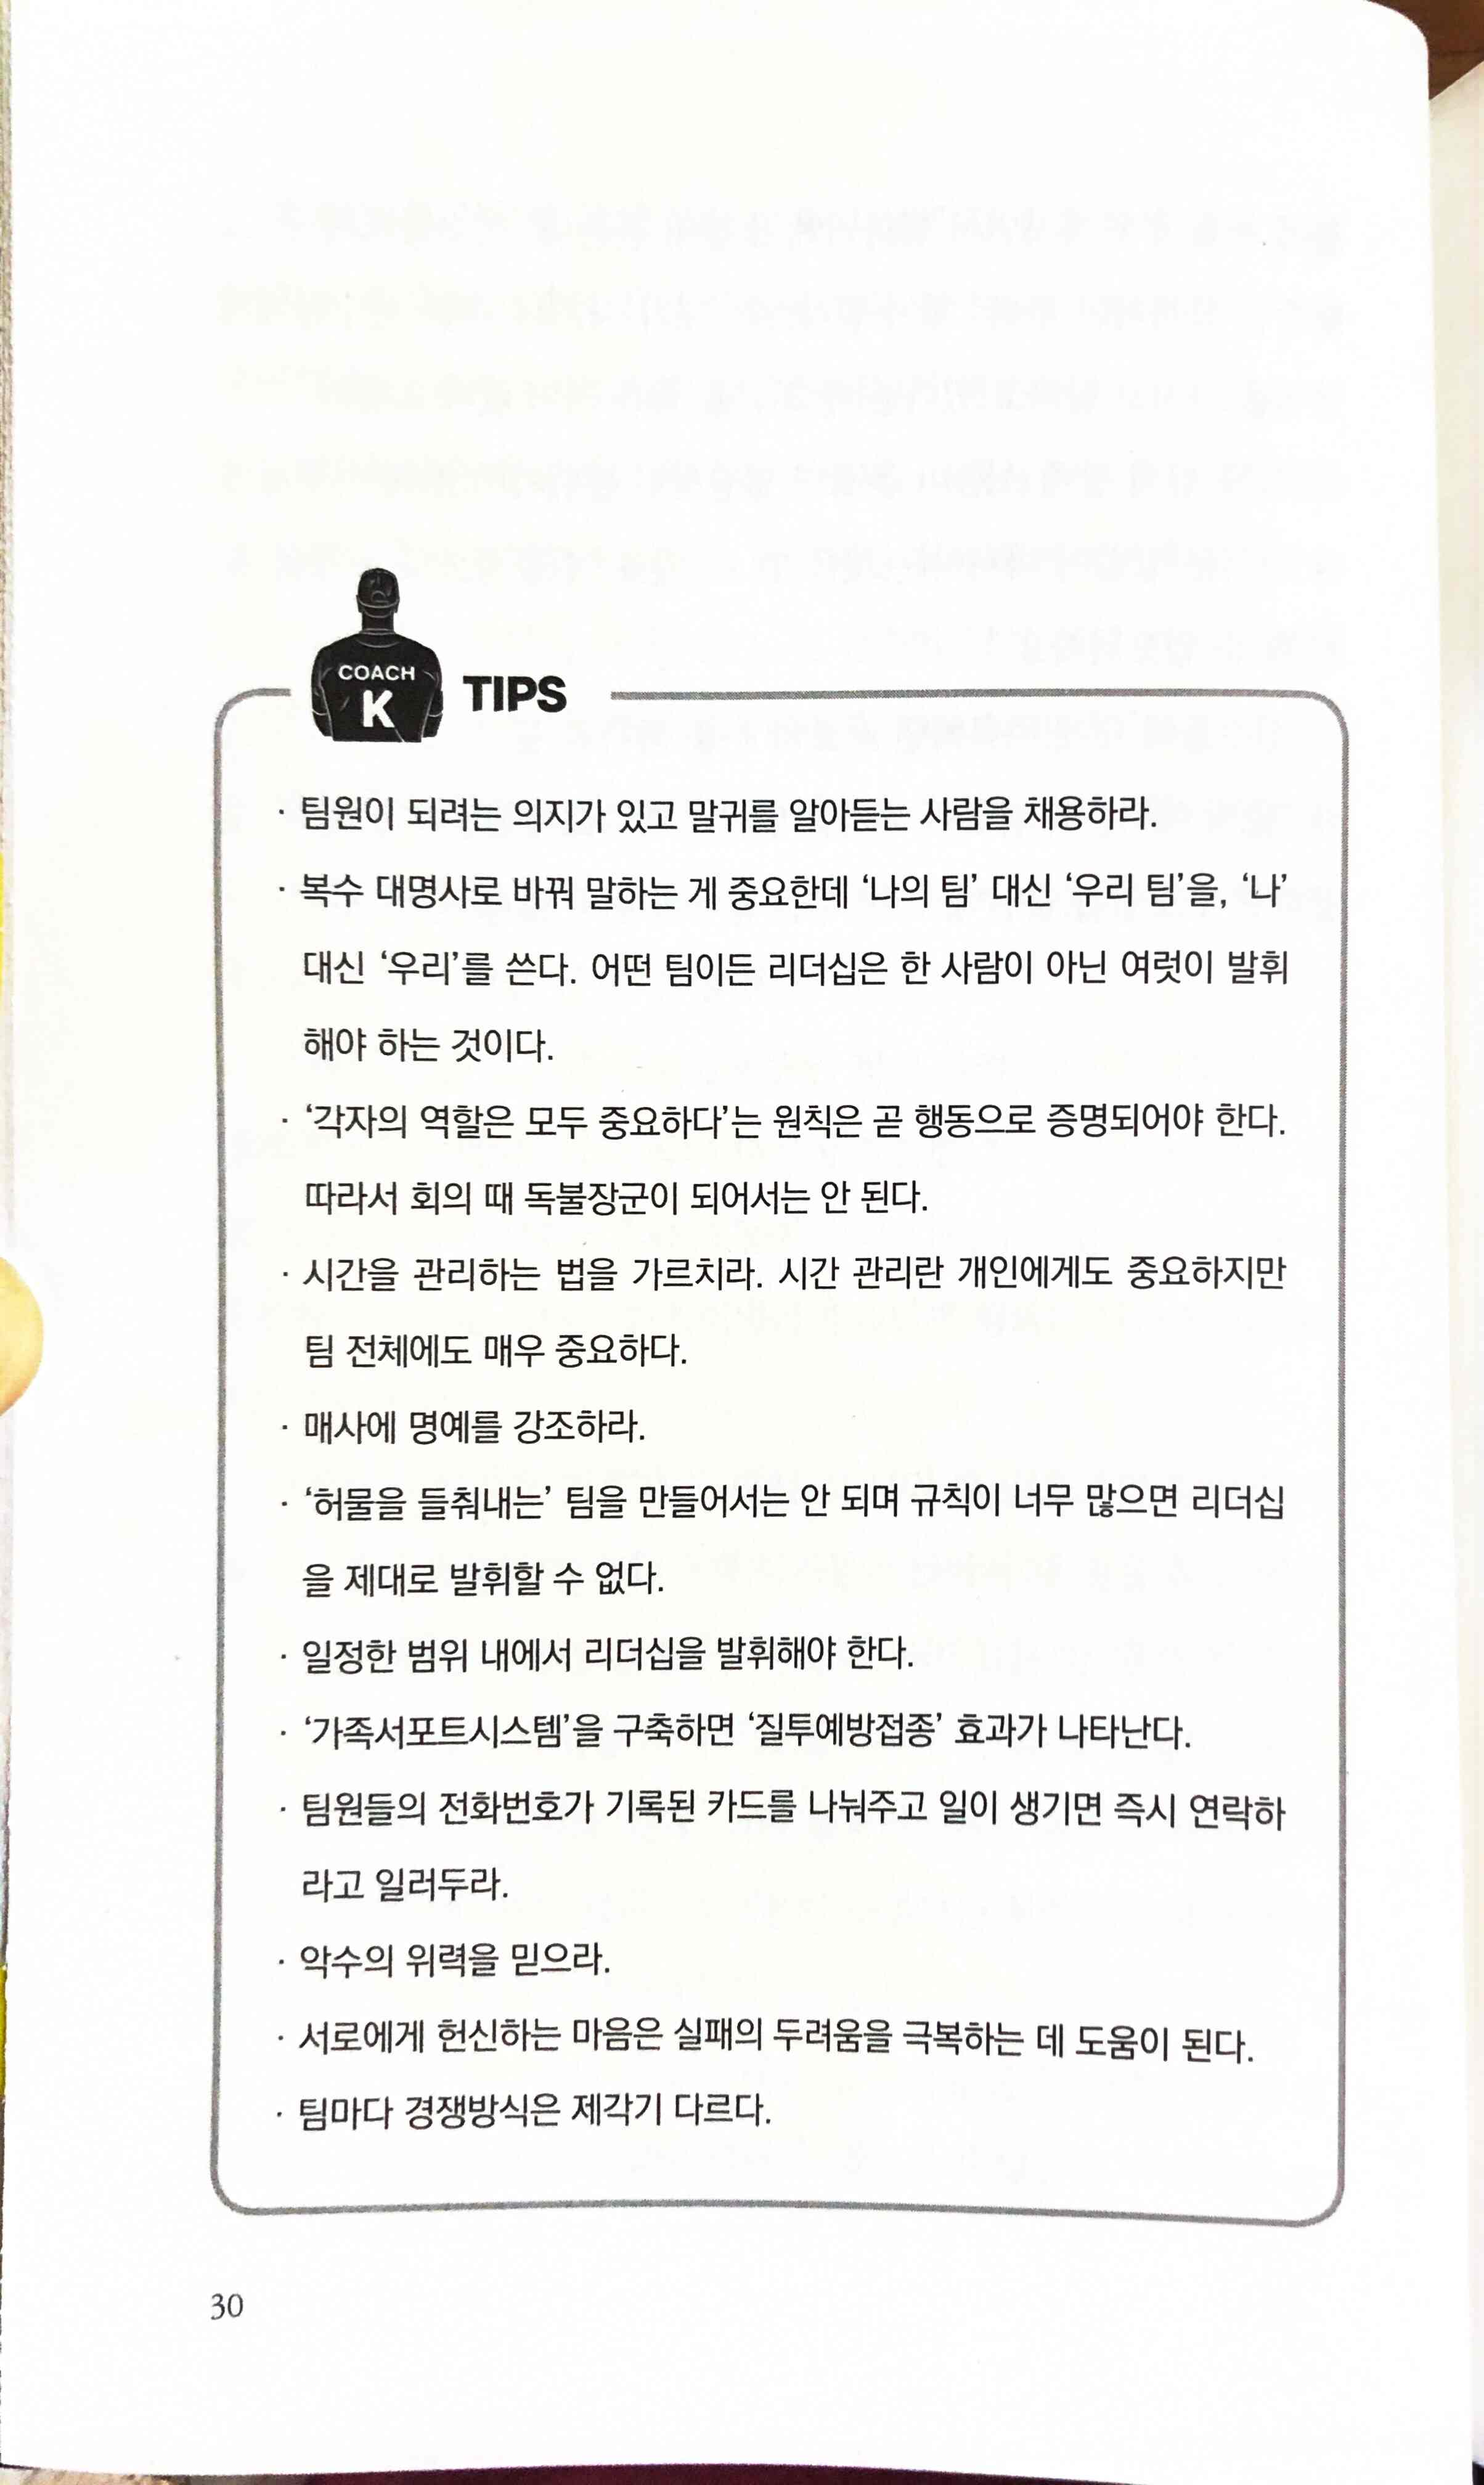 COACH
K
TIPS
· 팀원이 되려는 의지가 있고 말귀를 알아듣는 사람을 채용하라.
· 복수 대명사로 바꿔 말하는 게 중요한데 ‘나의 팀’ 대신 ‘우리 팀’을, ‘나’
대신 ‘우리’를 쓴다. 어떤 팀이든 리더십은 한 사람이 아닌 여럿이 발휘
해야 하는 것이다.
· ‘각자의 역할은 모두 중요하다’는 원칙은 곧 행동으로 증명되어야 한다.
따라서 회의 때 독불장군이 되어서는 안 된다.
· 시간을 관리하는 법을 가르치라. 시간 관리란 개인에게도 중요하지만
팀 전체에도 매우 중요하다.
· 매사에 명예를 강조하라.
· ‘허물을 들춰내는’ 팀을 만들어서는 안 되며 규칙이 너무 많으면 리더십
을 제대로 발휘할 수 없다.
· 일정한 범위 내에서 리더십을 발휘해야 한다.
· ‘가족서포트시스템’을 구축하면 ‘질투예방접종’ 효과가 나타난다.
· 팀원들의 전화번호가 기록된 카드를 나눠주고 일이 생기면 즉시 연락하
라고 일러두라.
· 악수의 위력을 믿으라.
· 서로에게 헌신하는 마음은 실패의 두려움을 극복하는 데 도움이 된다.
· 팀마다 경쟁방식은 제각기 다르다.
30